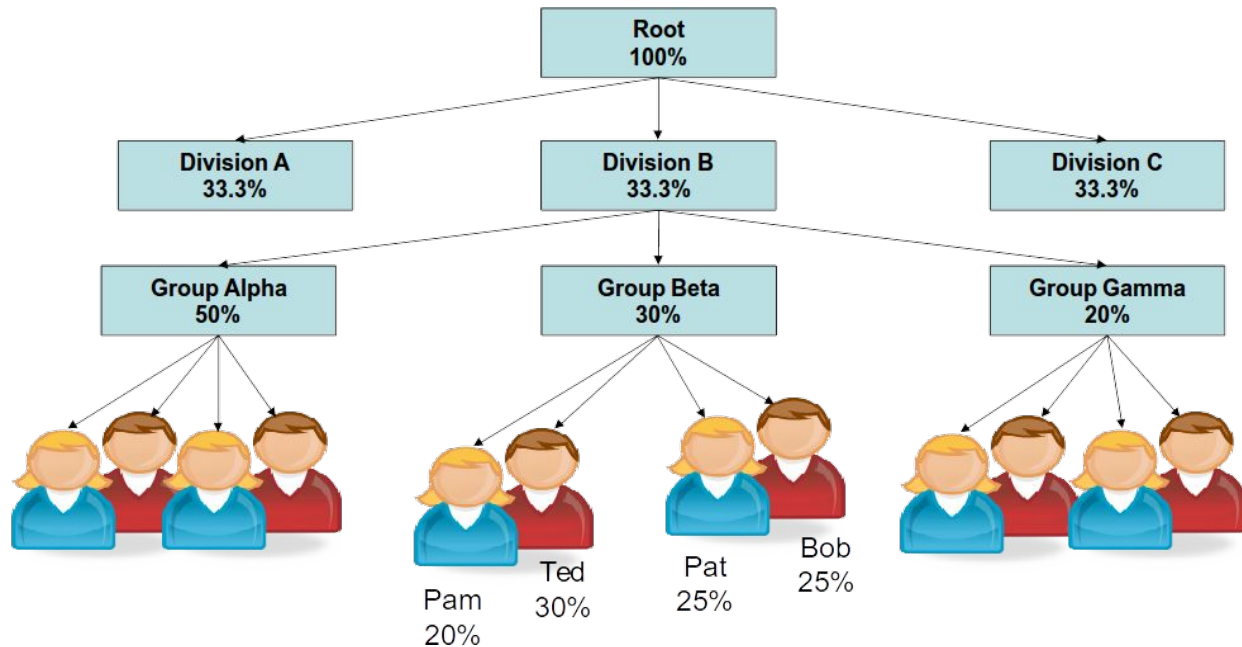 Root
100%
Division A
33.3%
Division B
33.3%
Division C
33.3%
Group Alpha
50%
Group Beta
30%
Group Gamma
20%
Pam
20%
Ted
30%
Pat
25%
Bob
25%